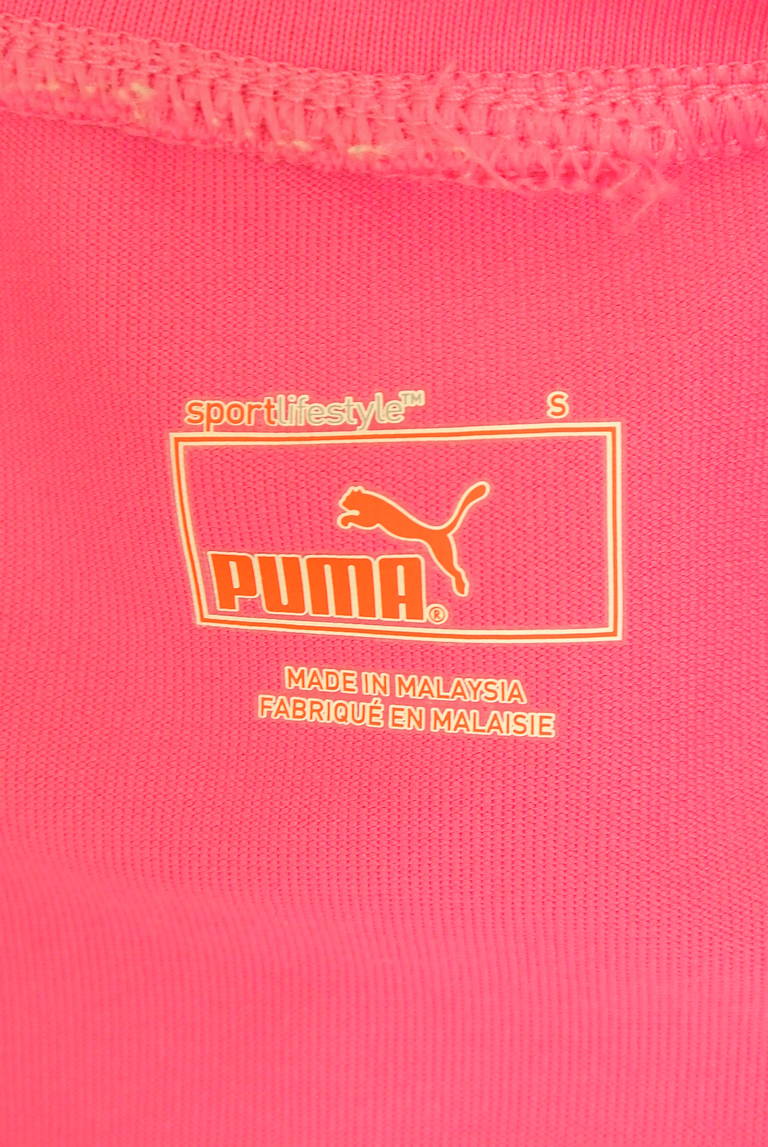 sportlifestyle™ S
PUMA®
MADE IN MALAYSIA
FABRIQUÉ EN MALAISIE